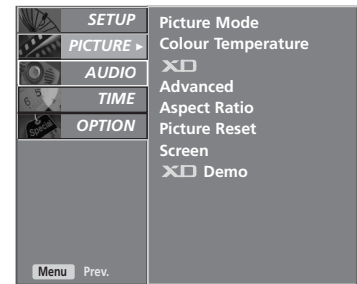 SETUP
PICTURE ►
AUDIO
TIME
OPTION
Special
Menu Prev.
Picture Mode
Colour Temperature
XD
Advanced
Aspect Ratio
Picture Reset
Screen
XD Demo